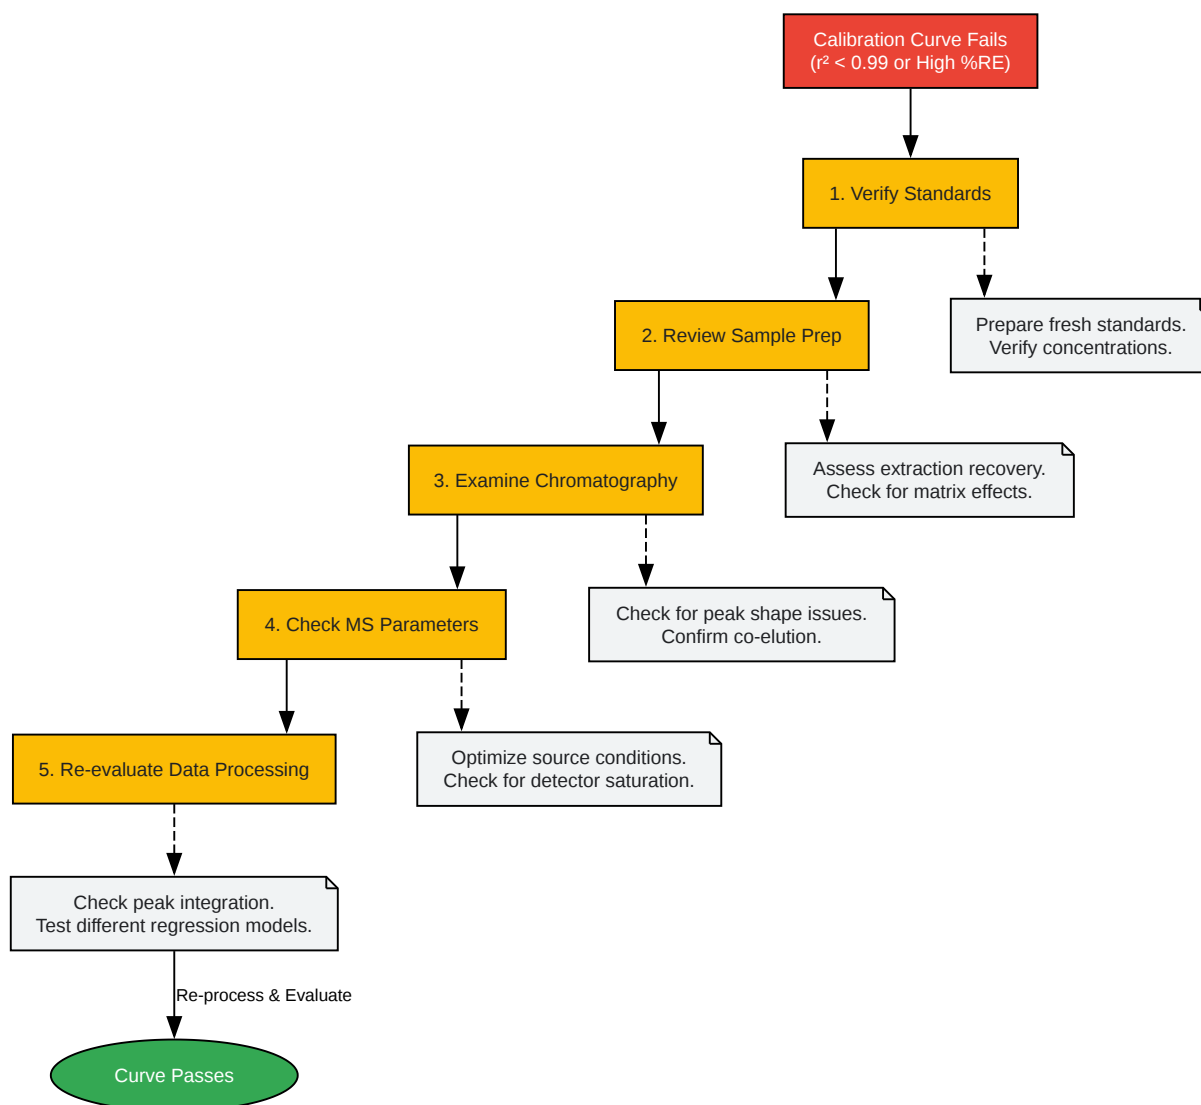 Calibration Curve Fails
(r² < 0.99 or High %RE)
1. Verify Standards
Prepare fresh standards.
Verify concentrations.
2. Review Sample Prep
Assess extraction recovery.
Check for matrix effects.
3. Examine Chromatography
Check for peak shape issues.
Confirm co-elution.
4. Check MS Parameters
Optimize source conditions.
Check for detector saturation.
5. Re-evaluate Data Processing
Check peak integration.
Test different regression models.
Re-process & Evaluate
Curve Passes